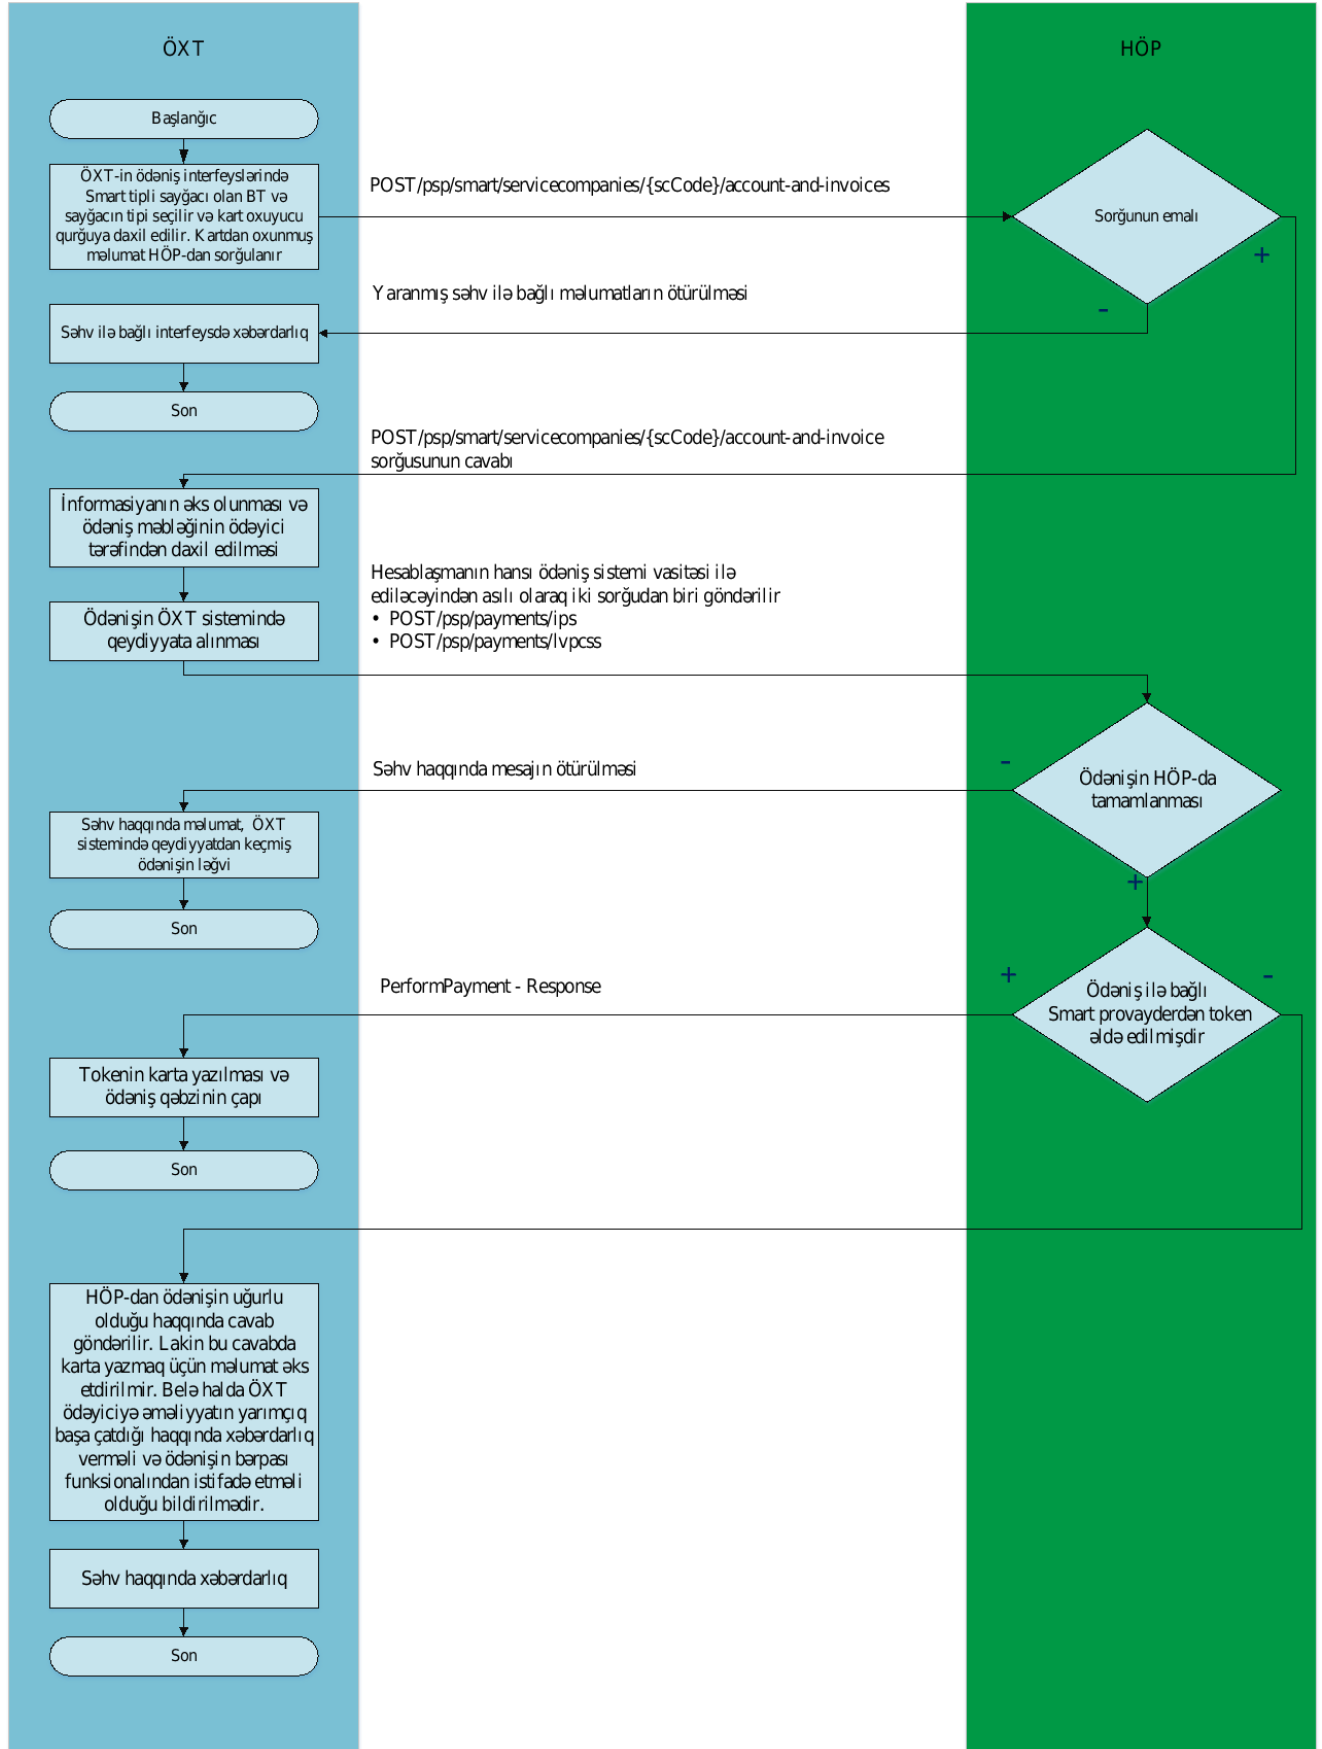 ÖXT
HÖP
Başlanğıc
ÖXT-in ödəniş interfeyslərində
Smart tipli sayğacı olan BT və
sayğacın tipi seçilir və kart oxuyucu
qurğuya daxil edilir. Kartdan oxunmuş
məlumat HÖP-dan sorğulanır
POST/psp/smart/servicecompanies/{scCode}/account-and-invoices
Sorğunun emalı
+
Yaranmış səhv ilə bağlı məlumatların ötürülməsi
-
Səhv ilə bağlı interfeysdə xəbərdarlıq
Son
POST/psp/smart/servicecompanies/{scCode}/account-and-invoice
sorğusunun cavabı
İnformasiyanın əks olunması və
ödəniş məbləğinin ödəyici
tərəfindən daxil edilməsi
Hesablaşmanın hansı ödəniş sistemi vasitəsi ilə
ediləcəyindən asılı olaraq iki sorğudan biri göndərilir
• POST/psp/payments/ips
• POST/psp/payments/lvpcss
Ödənişin ÖXT sistemində
qeydiyyata alınması
-
Səhv haqqında mesajın ötürülməsi
Ödənişin HÖP-da
tamamlanması
Səhv haqqında məlumat, ÖXT
sistemində qeydiyyatdan keçmiş
ödənişin ləğvi
+
Son
+
-
PerformPayment - Response
Ödəniş ilə bağlı
Smart provayderdən token
əldə edilmişdir
Tokenin karta yazılması və
ödəniş qəbzinin çapı
Son
HÖP-dan ödənişin uğurlu
olduğu haqqında cavab
göndərilir. Lakin bu cavabda
karta yazmaq üçün məlumat əks
etdirilmir. Belə halda ÖXT
ödəyiciyə əməliyyatın yarımçıq
başa çatdığı haqqında xəbərdarlıq
verməli və ödənişin bərpası
funksionalından istifadə etməli
olduğu bildirilmədir.
Səhv haqqında xəbərdarlıq
Son